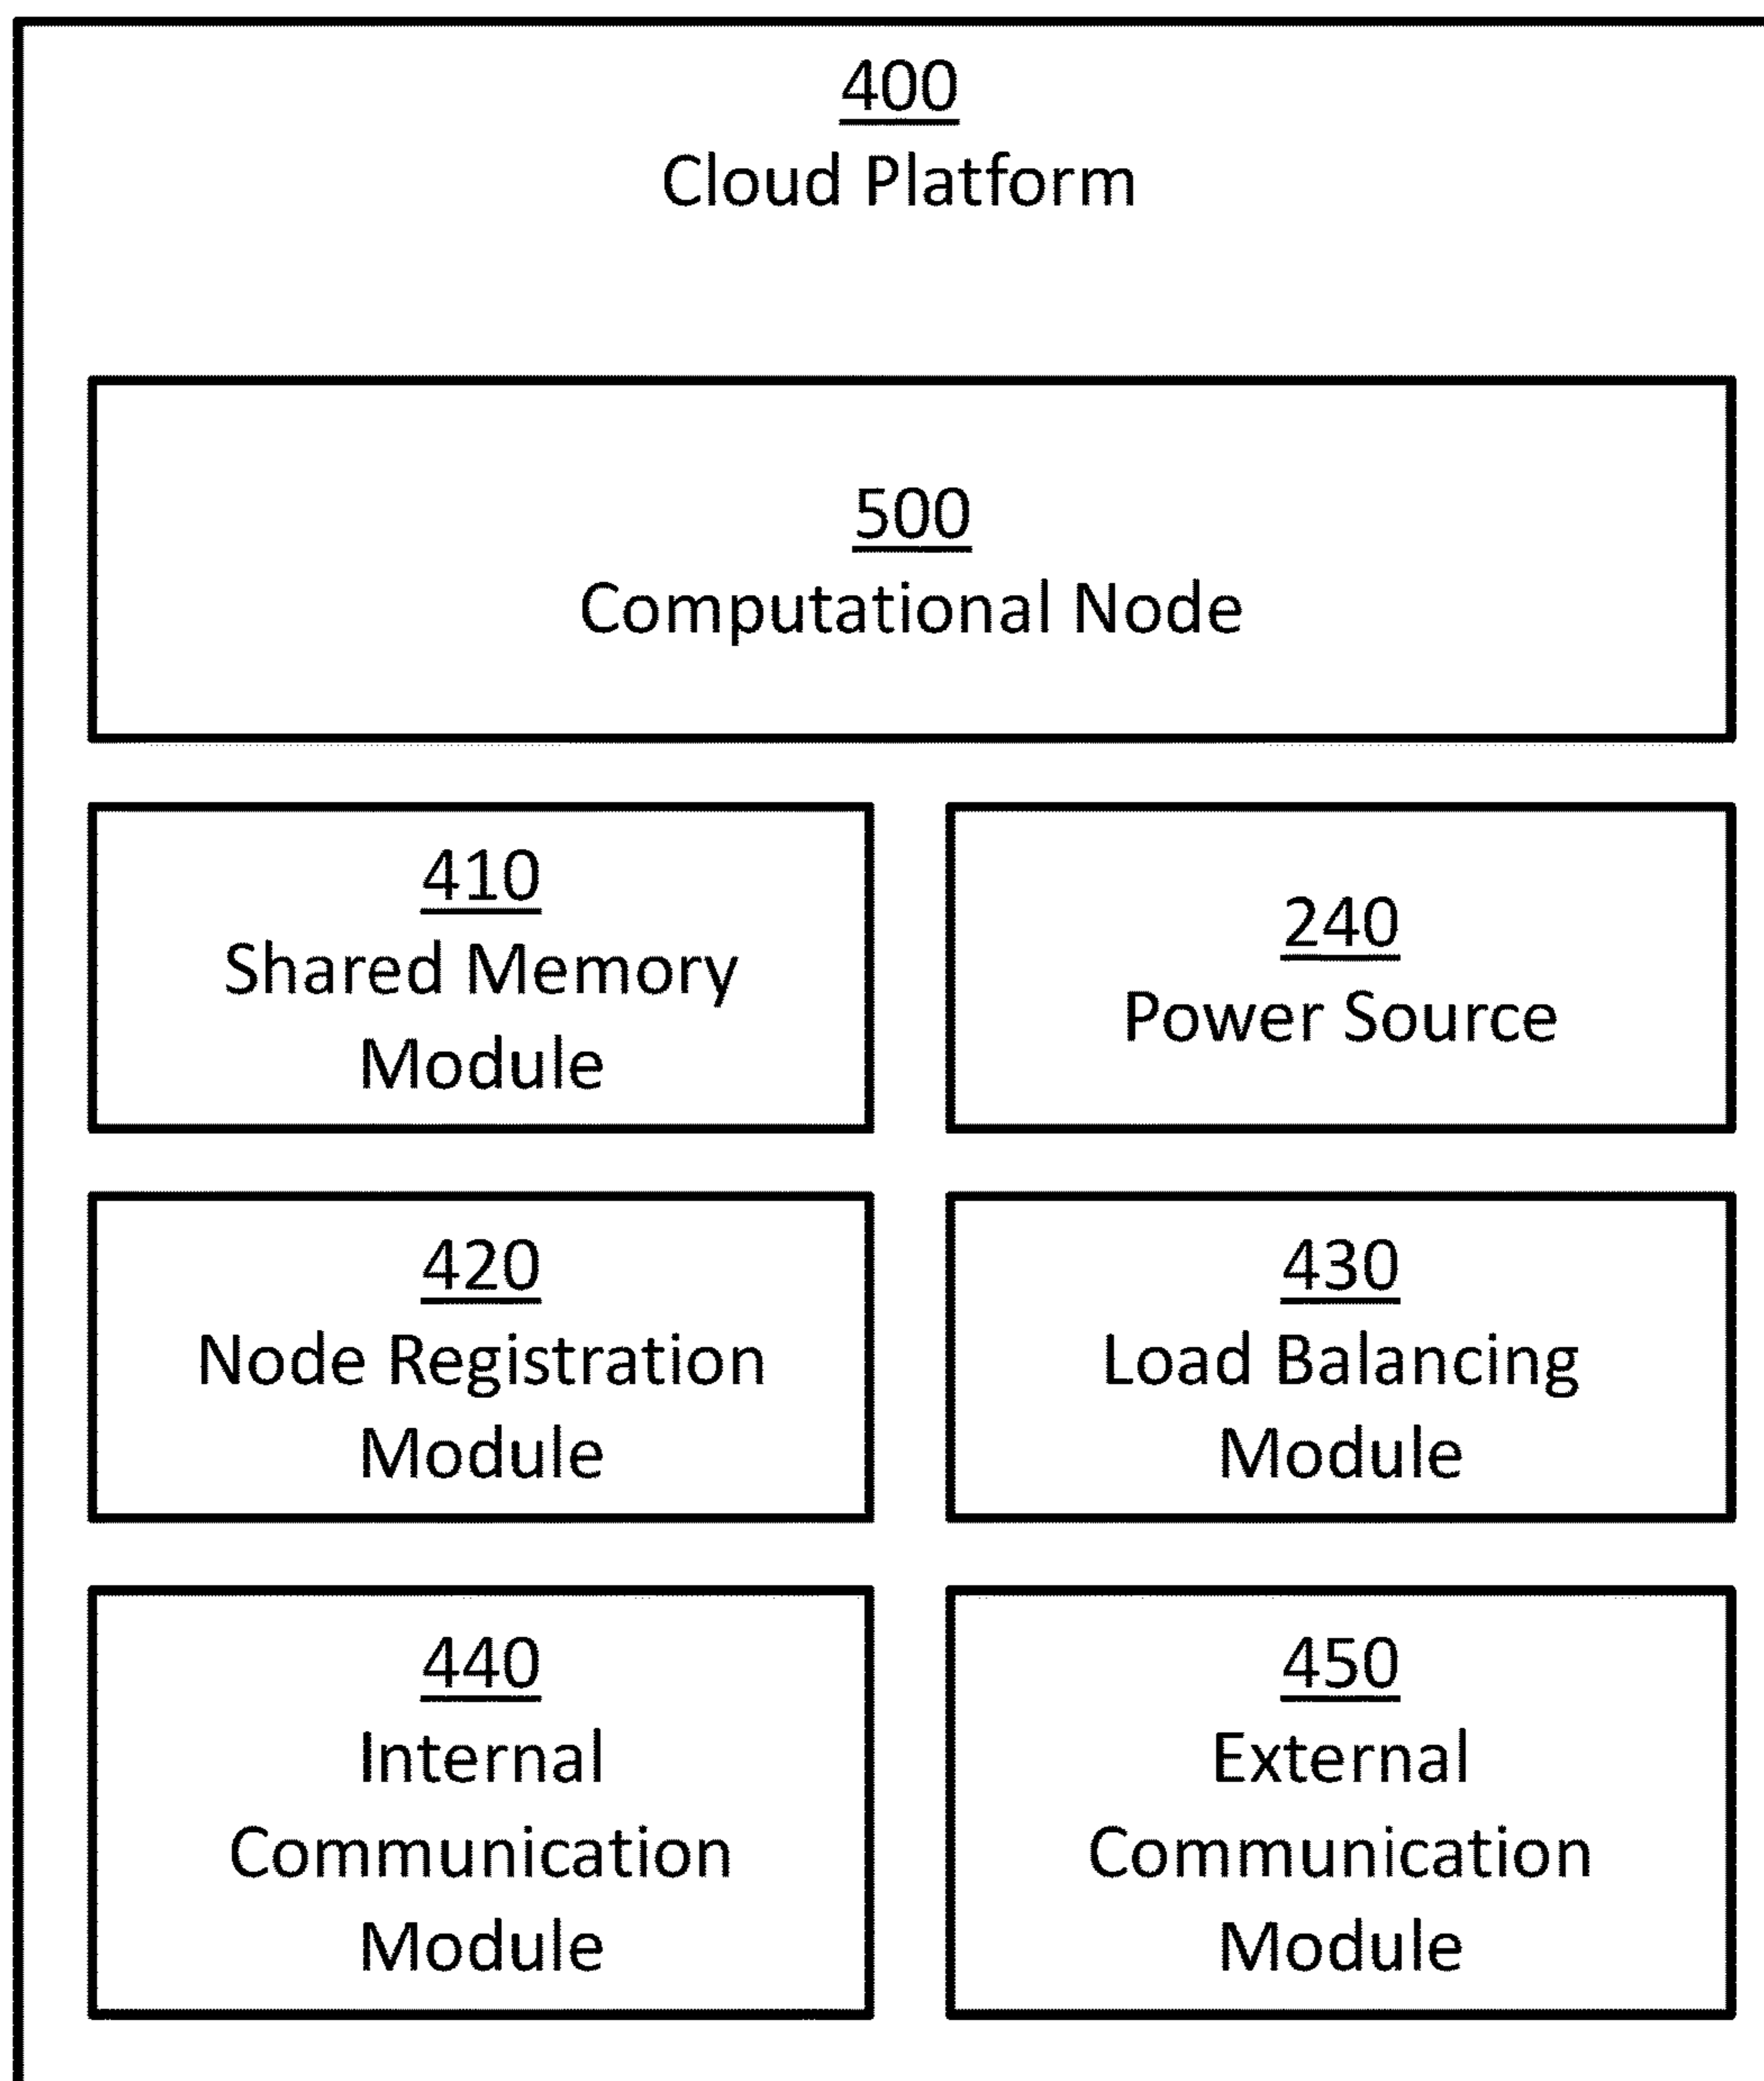 400
Cloud Platform
500
Computational Node
410
Shared Memory
Module
240
Power Source
420
Node Registration
Module
430
Load Balancing
Module
440
Internal
Communication
Module
450
External
Communication
Module